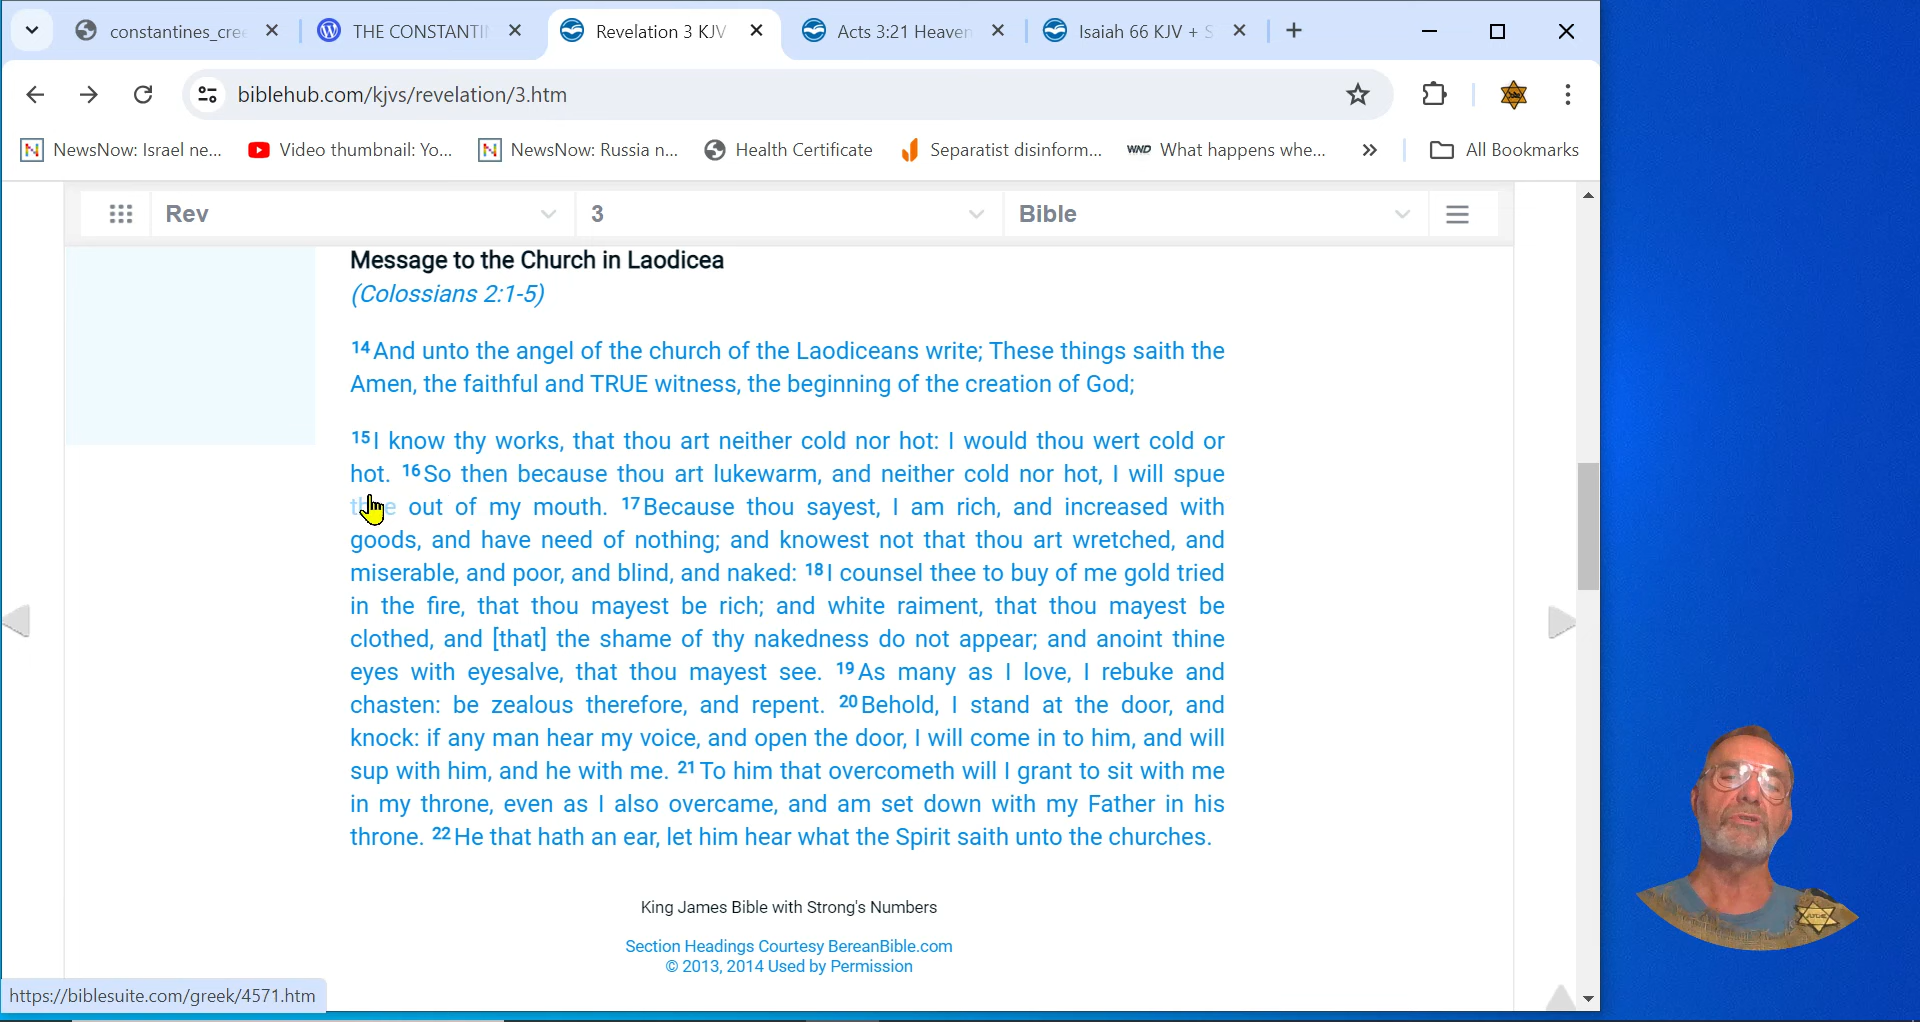 constantines_cre
THE CONSTANTI
Revelation 3 KJV
Acts 3:21 Heaven
Isaiah 66 KJV + S
biblehub.com/kjvs/revelation/3.htm
NewsNow: Israel ne...
Video thumbnail: Yo...
NewsNow: Russia n...
Health Certificate
Separatist disinform...
WND What happens whe...
All Bookmarks
Rev
3
Bible
Message to the Church in Laodicea
(Colossians 2:1-5)
14 And unto the angel of the church of the Laodiceans write; These things saith the
Amen, the faithful and TRUE witness, the beginning of the creation of God;
15 I know thy works, that thou art neither cold nor hot: I would thou wert cold or
hot. 16 So then because thou art lukewarm, and neither cold nor hot, I will spue
thee out of my mouth. 17 Because thou sayest, I am rich, and increased with
goods, and have need of nothing; and knowest not that thou art wretched, and
miserable, and poor, and blind, and naked: 18 I counsel thee to buy of me gold tried
in the fire, that thou mayest be rich; and white raiment, that thou mayest be
clothed, and [that] the shame of thy nakedness do not appear; and anoint thine
eyes with eyesalve, that thou mayest see. 19 As many as I love, I rebuke and
chasten: be zealous therefore, and repent. 20 Behold, I stand at the door, and
knock: if any man hear my voice, and open the door, I will come in to him, and will
sup with him, and he with me. 21 To him that overcometh will I grant to sit with me
in my throne, even as I also overcame, and am set down with my Father in his
throne. 22 He that hath an ear, let him hear what the Spirit saith unto the churches.
King James Bible with Strong's Numbers
Section Headings Courtesy BereanBible.com
© 2013, 2014 Used by Permission
https://biblesuite.com/greek/4571.htm